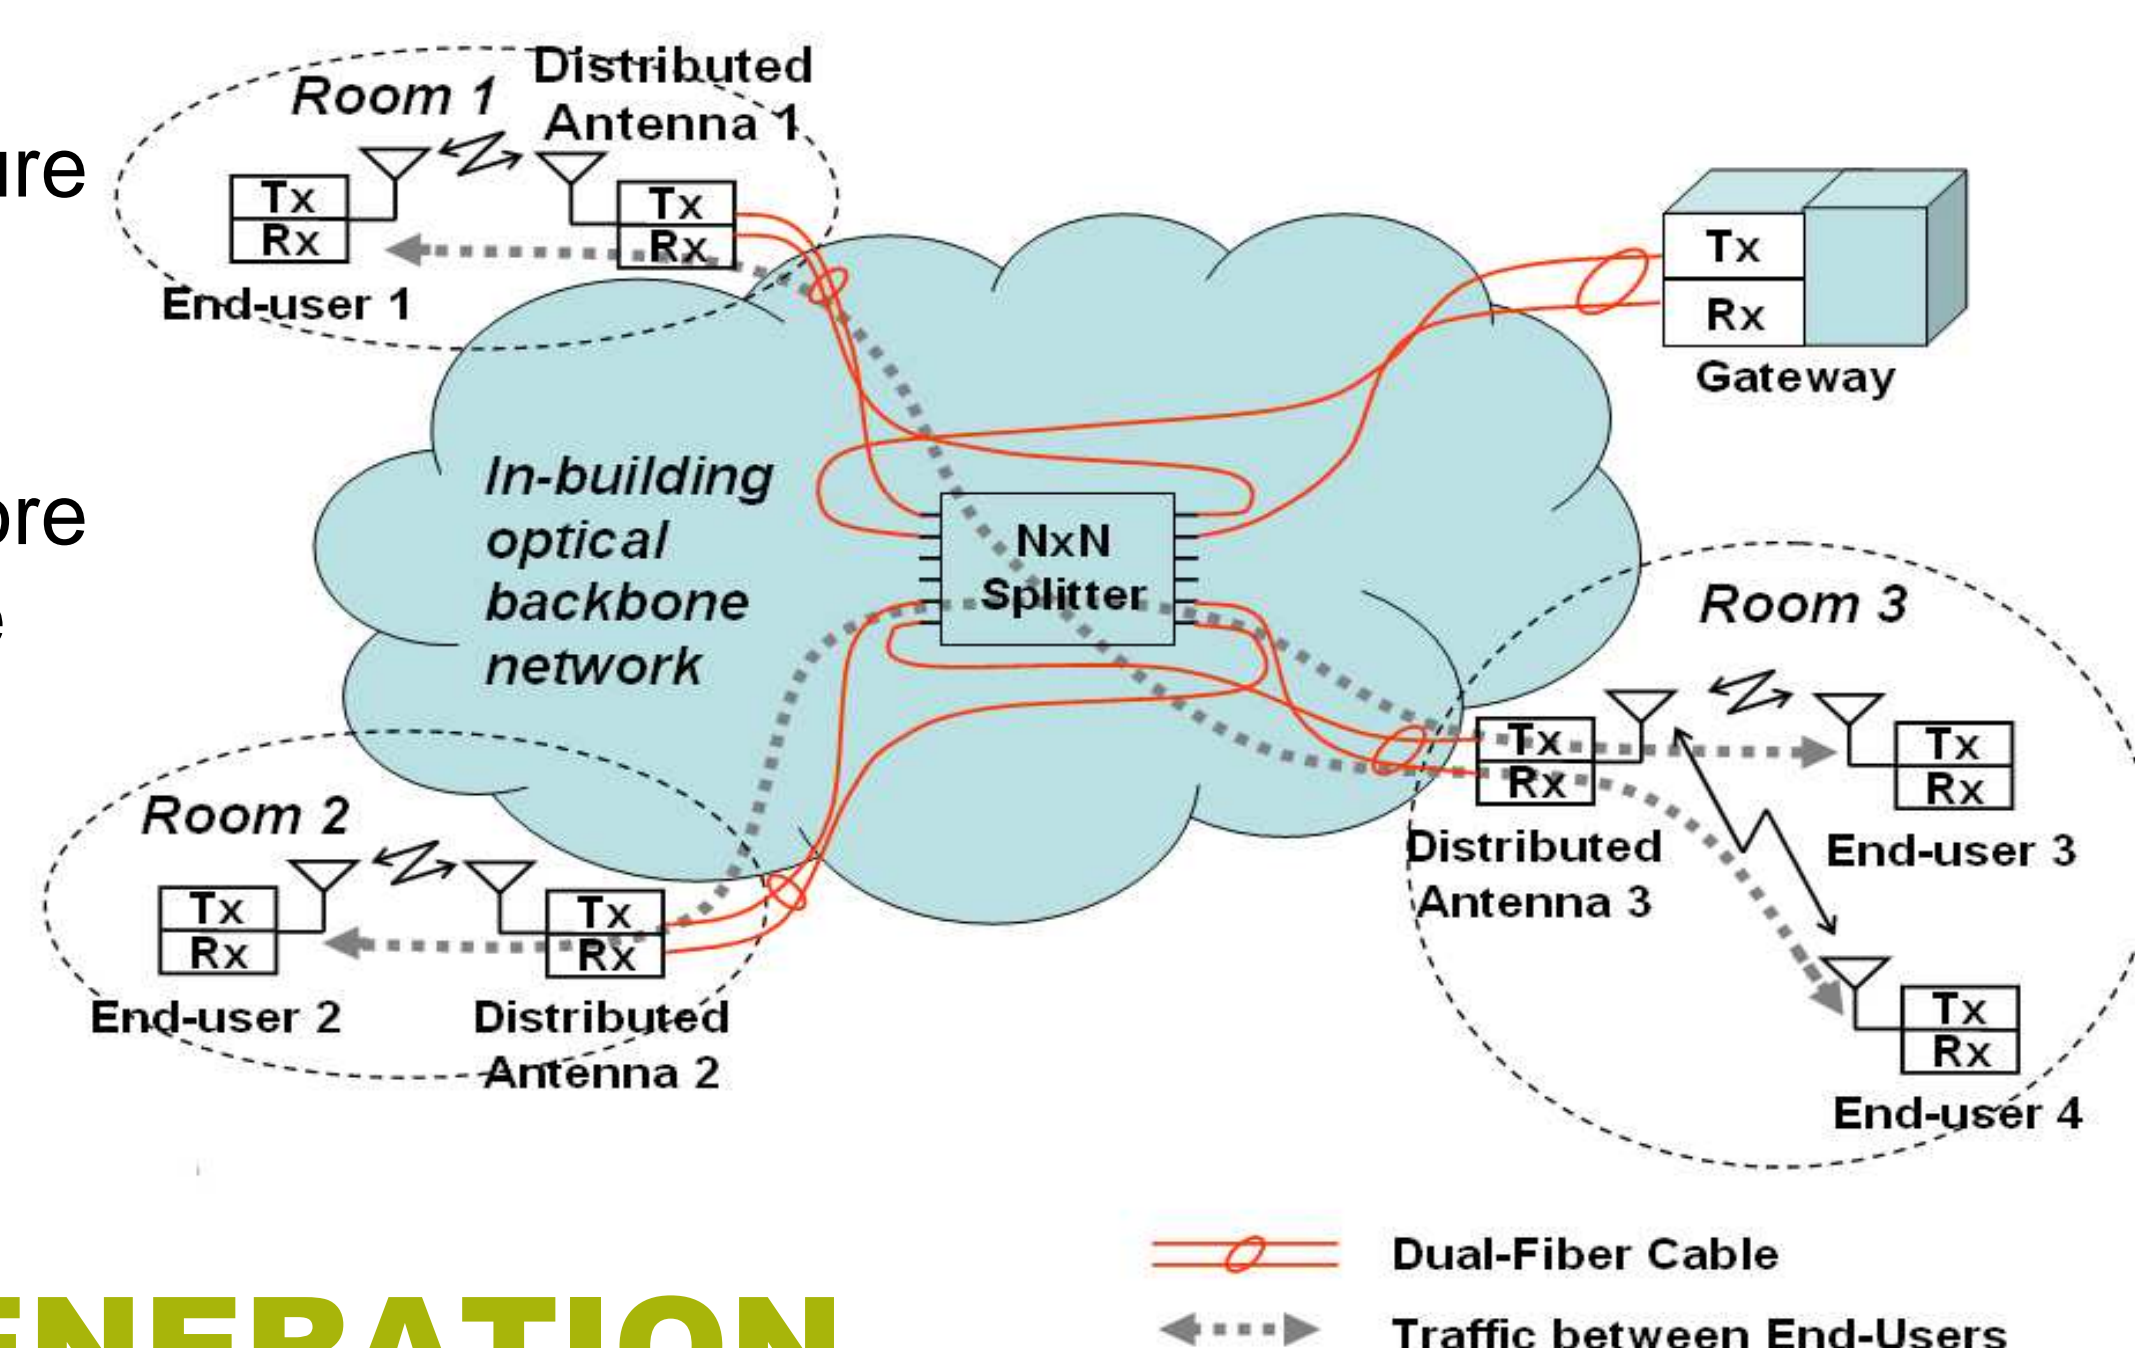 ure
ore
e
Room 1
Distributed
Antenna 1
Tx
Rx
End-user 1
Tx
Rx
Tx
Rx
Gateway
In-building
optical
backbone
network
NxN
Splitter
Room 3
Tx
Rx
Distributed
Antenna 3
Tx
Rx
End-user 3
Tx
Rx
End-user 4
Room 2
Tx
Rx
End-user 2
Tx
Rx
Distributed
Antenna 2
Dual-Fiber Cable
Traffic between End-Users
ENERATION